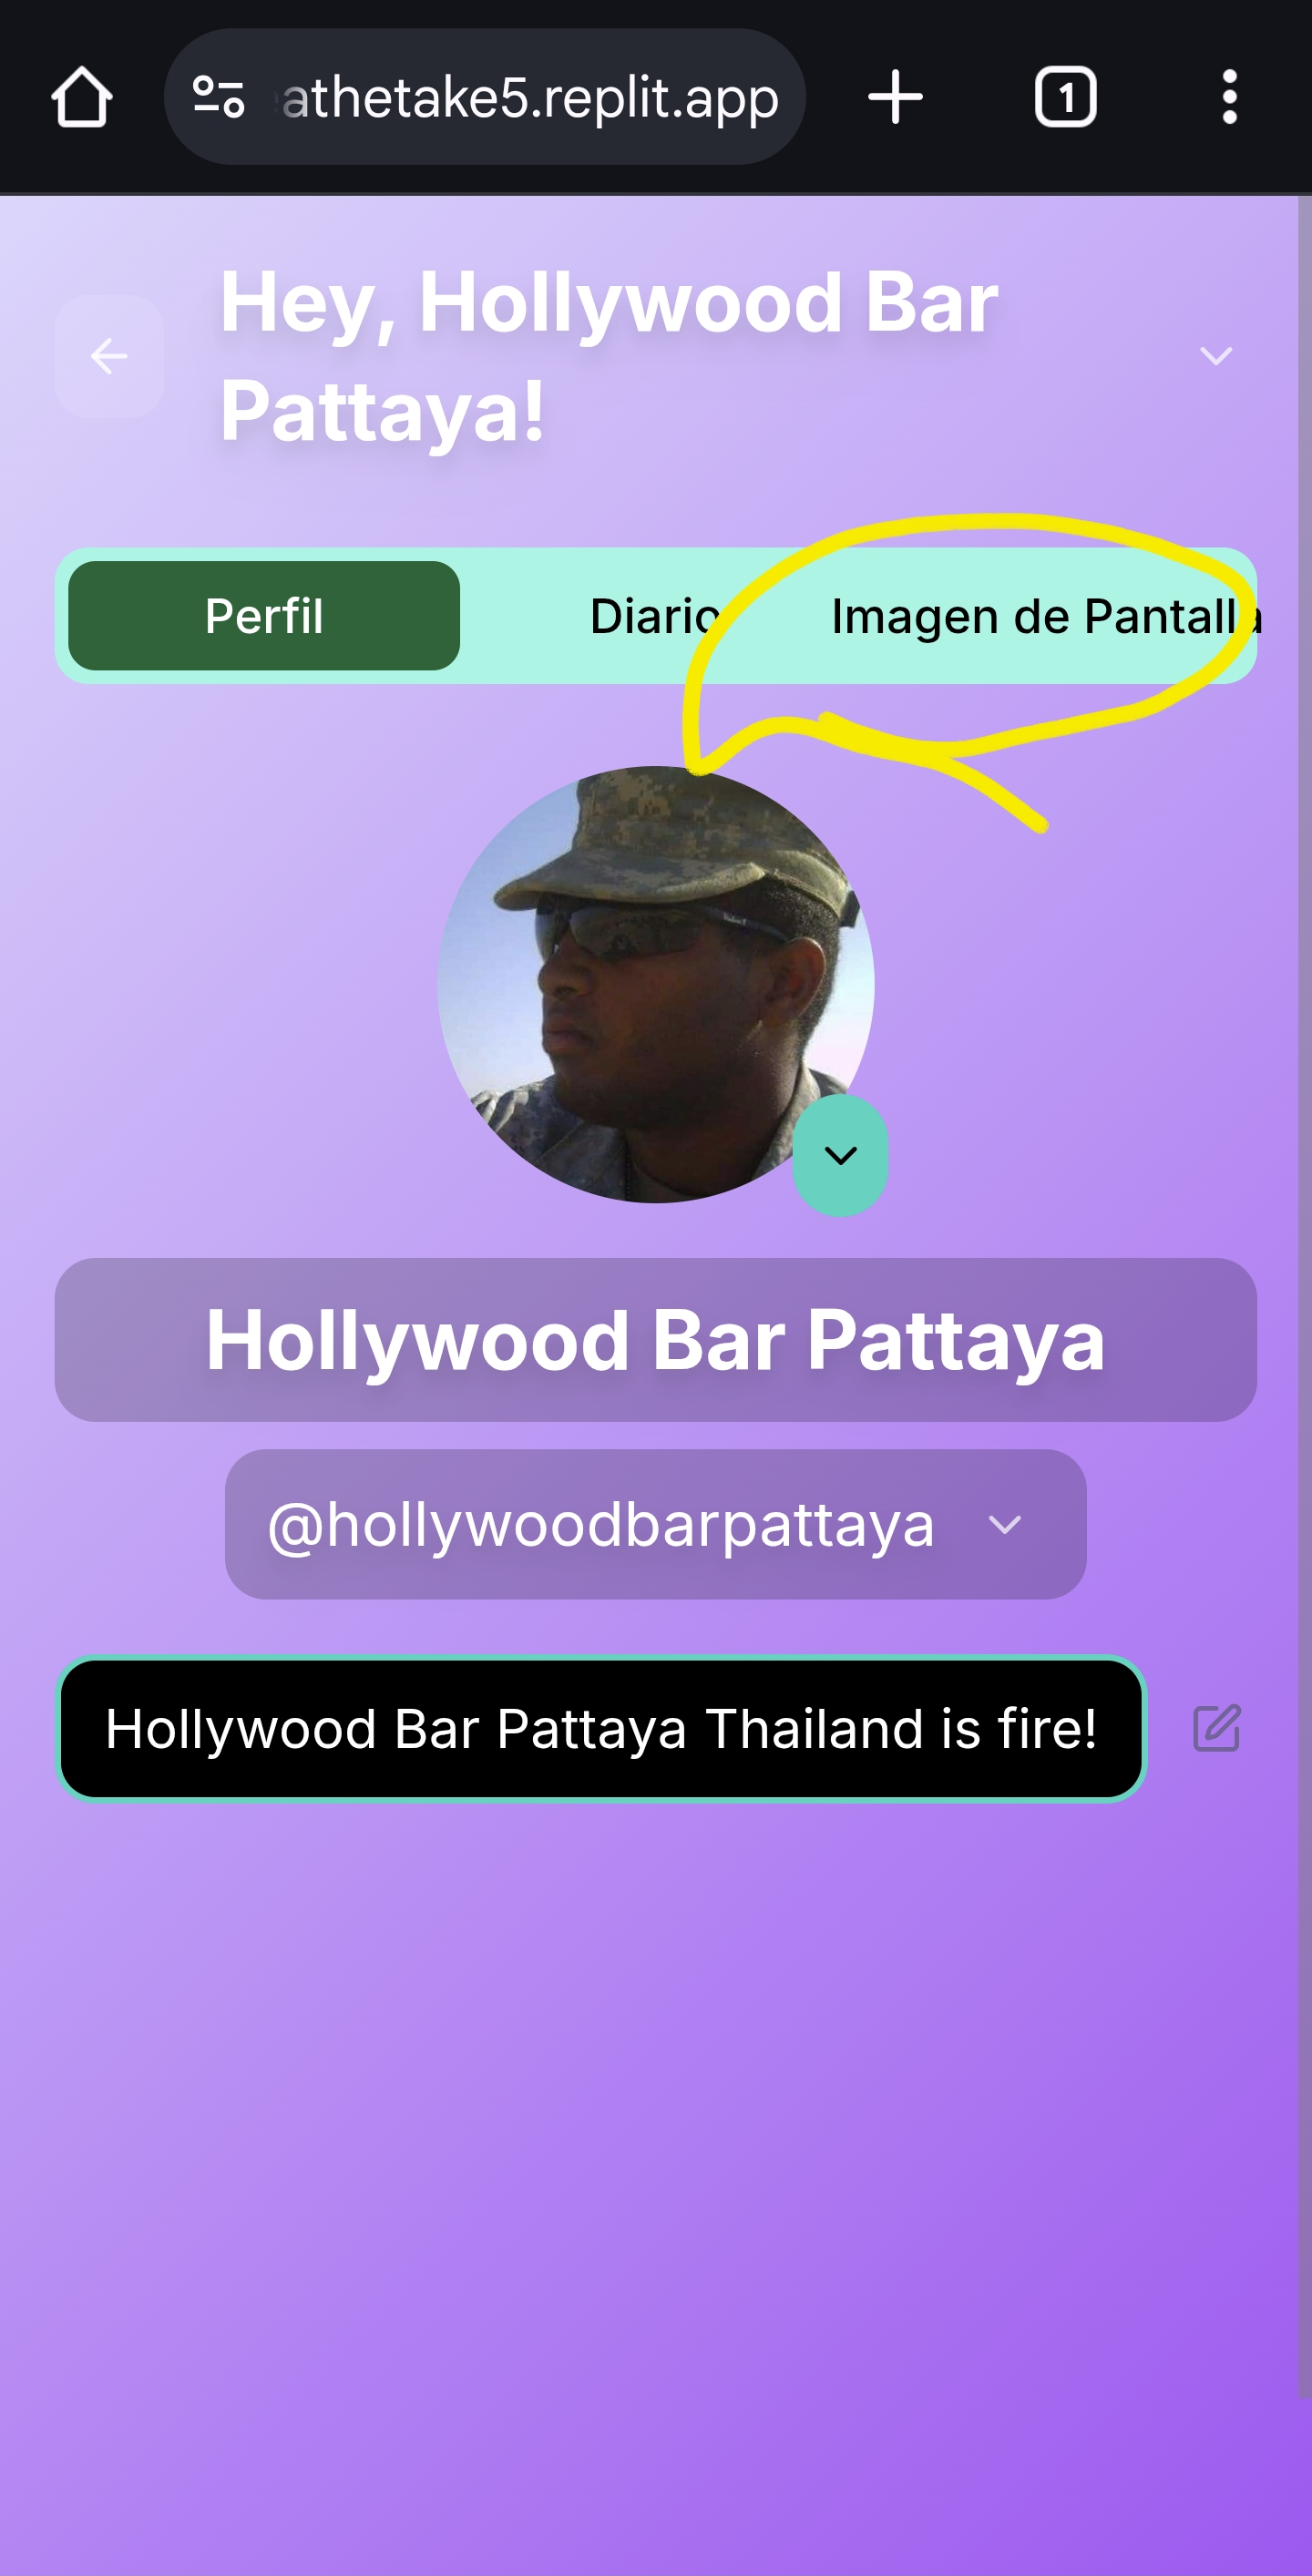 athetake5.replit.app
1
Hey, Hollywood Bar
Pattaya!
Perfil Diario Imagen de Pantalla
Hollywood Bar Pattaya
@hollywoodbarpattaya
Hollywood Bar Pattaya Thailand is fire!